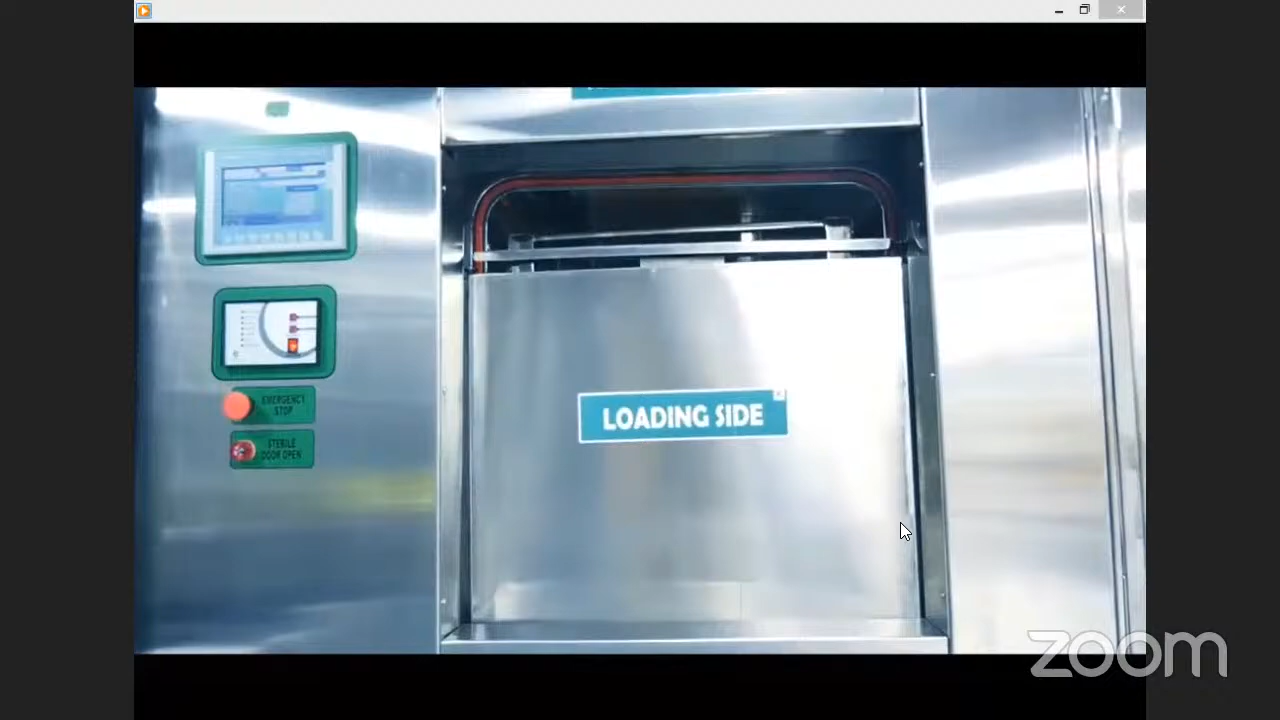 EMERGENCY
STOP
STERILE
DOOR OPEN
LOADING SIDE
zoom